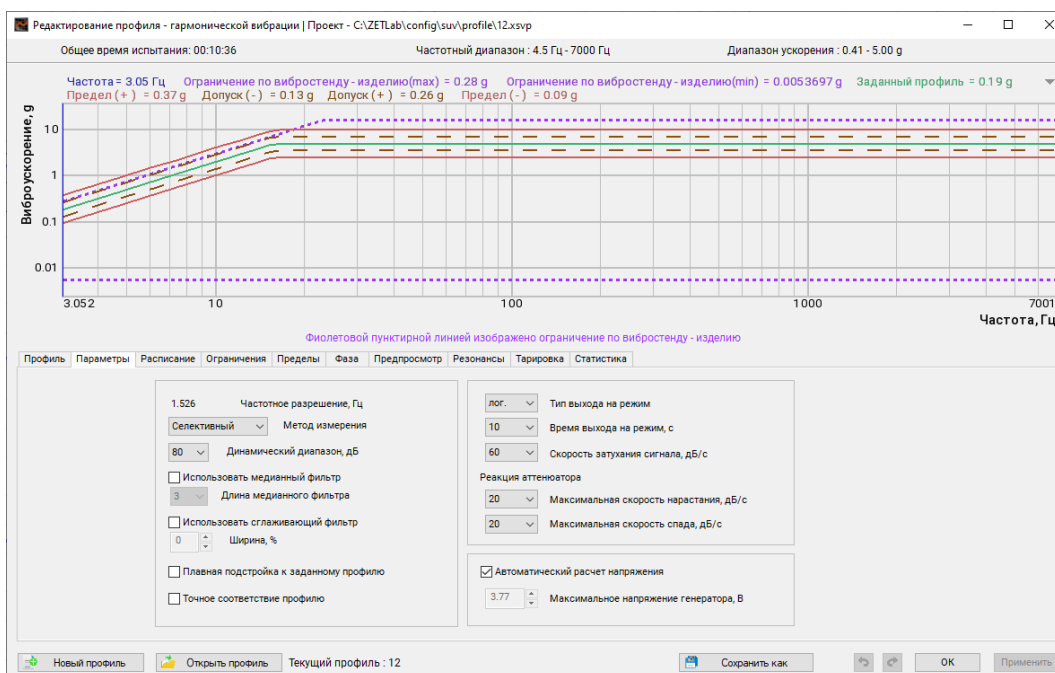 Редактирование профиля - гармонической вибрации | Проект - C:\ZETLab\config\suv\profile\12.xsvp
Общее время испытания: 00:10:36 Частотный диапазон : 4.5 Гц - 7000 Гц Диапазон ускорения : 0.41 - 5.00 g
Частота = 3.05 Гц Ограничение по вибростенду - изделию(max) = 0.28 g Ограничение по вибростенду - изделию(min) = 0.0053697 g Заданный профиль = 0.19 g
Предел ( + ) = 0.37 g Допуск ( - ) = 0.13 g Допуск ( + ) = 0.26 g Предел ( - ) = 0.09 g
Виброускорение, g
10
1
0.1
0.01
3.052 10 100 1000 7001
Частота, Гц
Фиолетовой пунктирной линией изображено ограничение по вибростенду - изделию
Профиль Параметры Расписание Ограничения Пределы Фаза Предпросмотр Резонансы Тарировка Статистика
1.526 Частотное разрешение, Гц
Селективный Метод измерения
80 Динамический диапазон, дБ
Использовать медианный фильтр
3 Длина медианного фильтра
Использовать сглаживающий фильтр
0 Ширина, %
Плавная подстройка к заданному профилю
Точное соответствие профилю
лог. Тип выхода на режим
10 Время выхода на режим, с
60 Скорость затухания сигнала, дБ/с
Реакция аттенюатора
20 Максимальная скорость нарастания, дБ/с
20 Максимальная скорость спада, дБ/с
Автоматический расчет напряжения
3.77 Максимальное напряжение генератора, В
Новый профиль Открыть профиль Текущий профиль : 12 Сохранить как ОК Применить